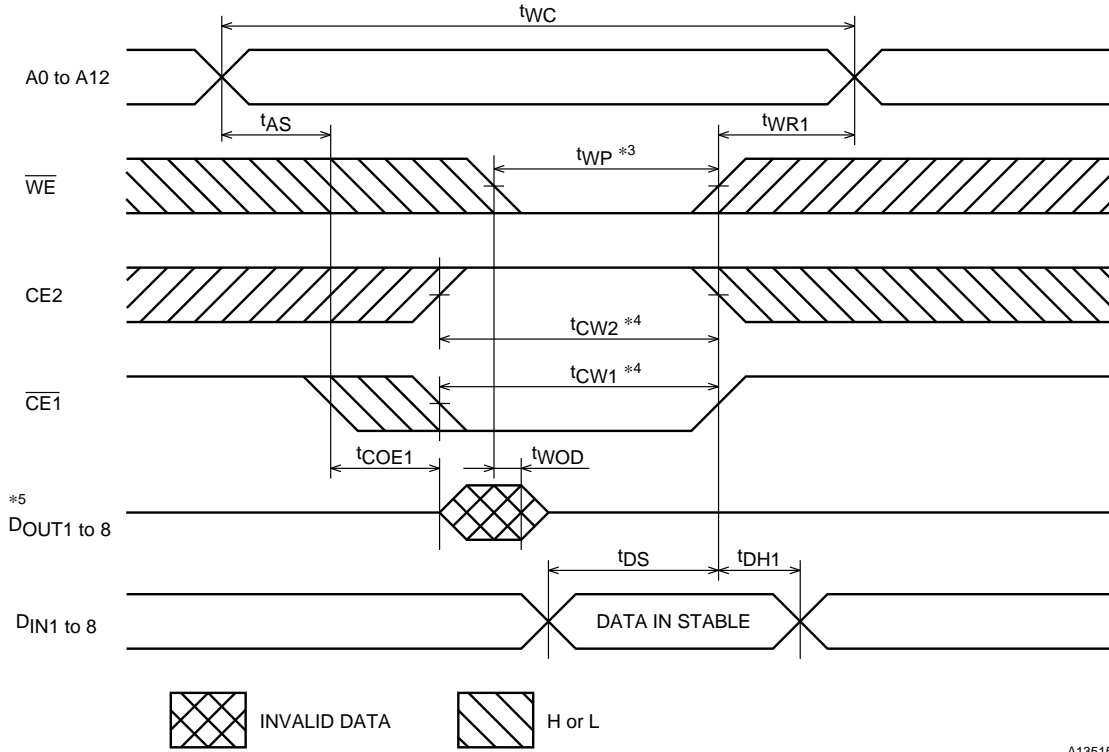 tWC
A0 to A12
tAS
tWR1
tWP *3
WE
CE2
tCW2 *4
tCW1 *4
CE1
tCOE1
tWOD
*5
DOUT1 to 8
tDS
tDH1
DIN1 to 8
DATA IN STABLE
INVALID DATA
H or L